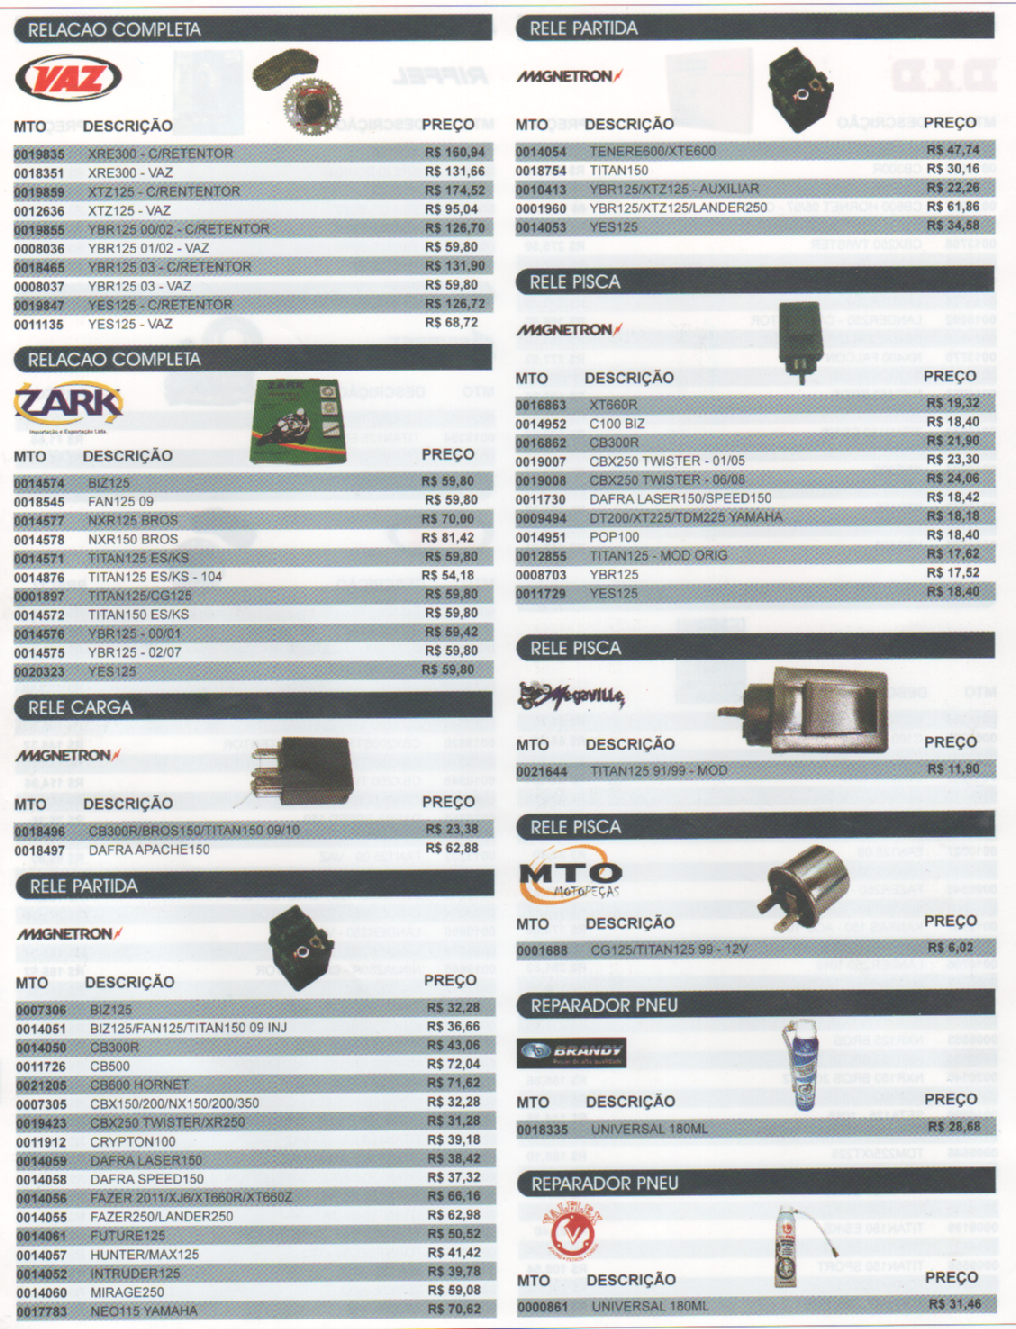 RELACAO COMPLETA
VAZ
MTO DESCRIÇÃO PREÇO
0019835 XRE300 - C/RETENTOR R$ 160,94
0018351 XRE300 - VAZ R$ 131,66
0019859 XTZ125 - C/RENTENTOR R$ 174,52
0012636 XTZ125 - VAZ R$ 95,04
0019855 YBR125 00/02 - C/RETENTOR R$ 126,70
0008036 YBR125 01/02 - VAZ R$ 59,80
0018465 YBR125 03 - C/RETENTOR R$ 131,90
0008037 YBR125 03 - VAZ R$ 59,80
0019847 YES125 - C/RETENTOR R$ 126,72
0011135 YES125 - VAZ R$ 68,72
RELACAO COMPLETA
ZARK
Importação e Exportação Ltda.
ZARK
MTO DESCRIÇÃO PREÇO
0014574 BIZ125 R$ 59,80
0018545 FAN125 09 R$ 59,80
0014577 NXR125 BROS R$ 70,00
0014578 NXR150 BROS R$ 81,42
0014571 TITAN125 ES/KS R$ 59,80
0014876 TITAN125 ES/KS - 104 R$ 54,18
0001897 TITAN125/CG125 R$ 59,80
0014572 TITAN150 ES/KS R$ 59,80
0014576 YBR125 - 00/01 R$ 59,42
0014575 YBR125 - 02/07 R$ 59,80
0020323 YES125 R$ 59,80
RELE CARGA
MAGNETRON
MTO DESCRIÇÃO PREÇO
0018496 CB300R/BROS150/TITAN150 09/10 R$ 23,38
0018497 DAFRA APACHE150 R$ 62,88
RELE PARTIDA
MAGNETRON
MTO DESCRIÇÃO PREÇO
0007306 BIZ125 R$ 32,28
0014051 BIZ125/FAN125/TITAN150 09 INJ R$ 36,66
0014050 CB300R R$ 43,06
0011726 CB500 R$ 72,04
0021205 CB600 HORNET R$ 71,62
0007305 CBX150/200/NX150/200/350 R$ 32,28
0019423 CBX250 TWISTER/XR250 R$ 31,28
0011912 CRYPTON100 R$ 39,18
0014059 DAFRA LASER150 R$ 38,42
0014058 DAFRA SPEED150 R$ 37,32
0014056 FAZER 2011/XJ6/XT660R/XT660Z R$ 66,16
0014055 FAZER250/LANDER250 R$ 62,98
0014061 FUTURE125 R$ 50,52
0014057 HUNTER/MAX125 R$ 41,42
0014052 INTRUDER125 R$ 39,78
0014060 MIRAGE250 R$ 59,08
0017783 NEO115 YAMAHA R$ 70,62
RELE PARTIDA
MAGNETRON
MTO DESCRIÇÃO PREÇO
0014054 TENERE600/XTE600 R$ 47,74
0018754 TITAN150 R$ 30,16
0010413 YBR125/XTZ125 - AUXILIAR R$ 22,26
0001960 YBR125/XTZ125/LANDER250 R$ 61,86
0014053 YES125 R$ 34,58
RELE PISCA
MAGNETRON
MTO DESCRIÇÃO PREÇO
0016863 XT660R R$ 19,32
0014952 C100 BIZ R$ 18,40
0016862 CB300R R$ 21,90
0019007 CBX250 TWISTER - 01/05 R$ 23,30
0019008 CBX250 TWISTER - 06/08 R$ 24,06
0011730 DAFRA LASER150/SPEED150 R$ 18,42
0009494 DT200/XT225/TDM225 YAMAHA R$ 18,18
0014951 POP100 R$ 18,40
0012855 TITAN125 - MOD ORIG R$ 17,62
0008703 YBR125 R$ 17,52
0011729 YES125 R$ 18,40
RELE PISCA
Megaville
MTO DESCRIÇÃO PREÇO
0021644 TITAN125 91/99 - MOD R$ 11,90
RELE PISCA
MTO
MOTOPEÇAS
MTO DESCRIÇÃO PREÇO
0001688 CG125/TITAN125 99 - 12V R$ 6,02
REPARADOR PNEU
BRANDY
MTO DESCRIÇÃO PREÇO
0018335 UNIVERSAL 180ML R$ 28,68
REPARADOR PNEU
VALFLEX
MTO DESCRIÇÃO PREÇO
0000861 UNIVERSAL 180ML R$ 31,46